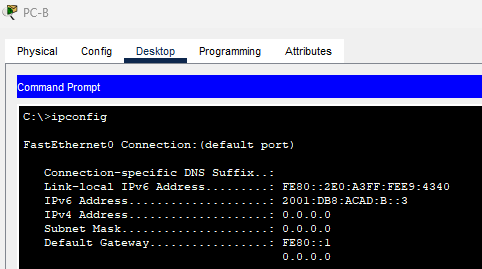 PC-B
Physical Config Desktop Programming Attributes
Command Prompt
C:\>ipconfig
FastEthernet0 Connection:(default port)
Connection-specific DNS Suffix..:
Link-local IPv6 Address.........: FE80::2E0:A3FF:FEE9:4340
IPv6 Address....................: 2001:DB8:ACAD:B::3
IPv4 Address....................: 0.0.0.0
Subnet Mask.....................: 0.0.0.0
Default Gateway.................: FE80::1
0.0.0.0